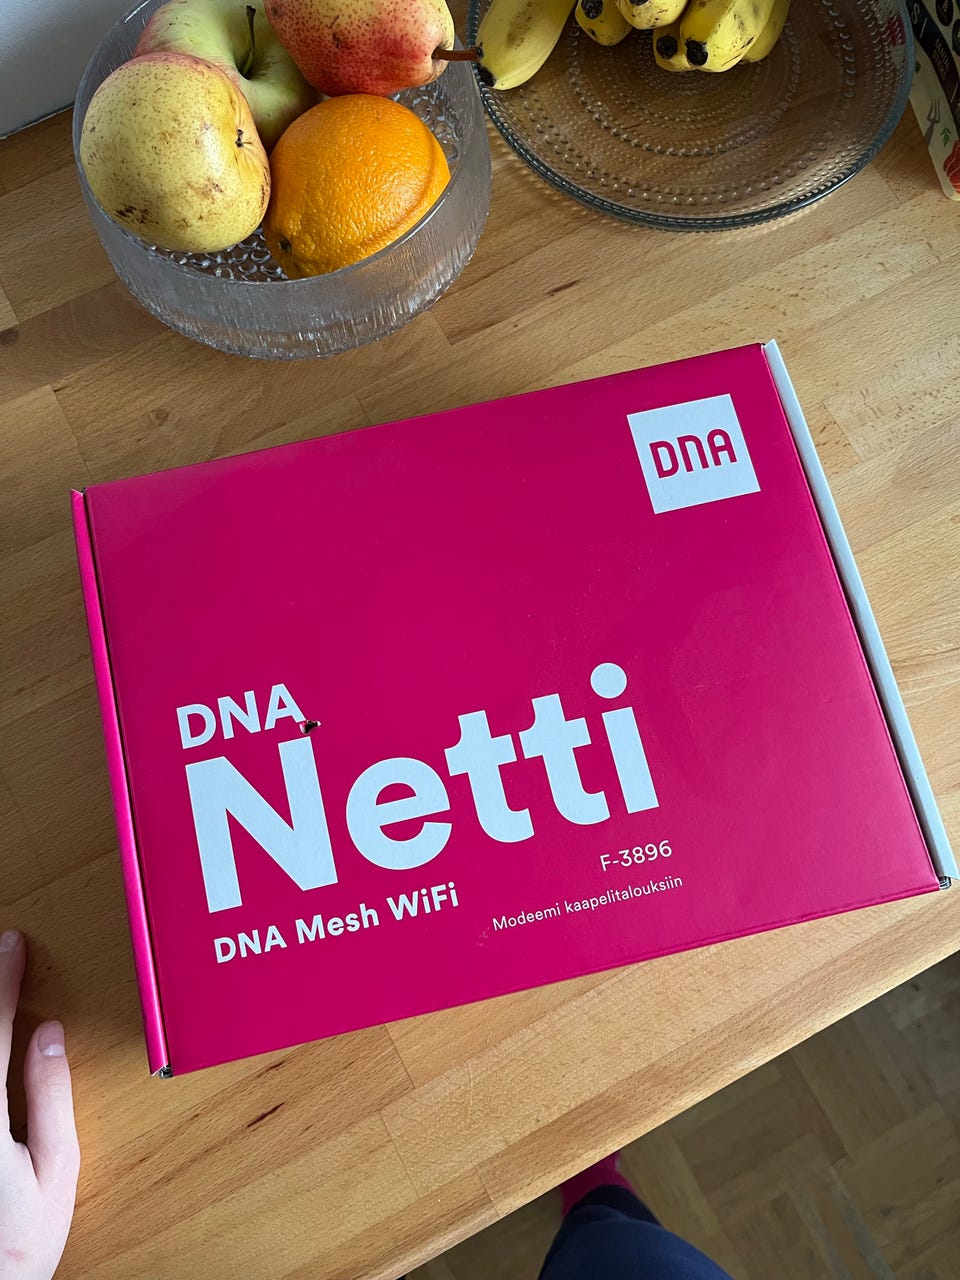 DNA
DNA
Netti
F-3896
DNA Mesh WiFi
Modeemi kaapelitalouksiin